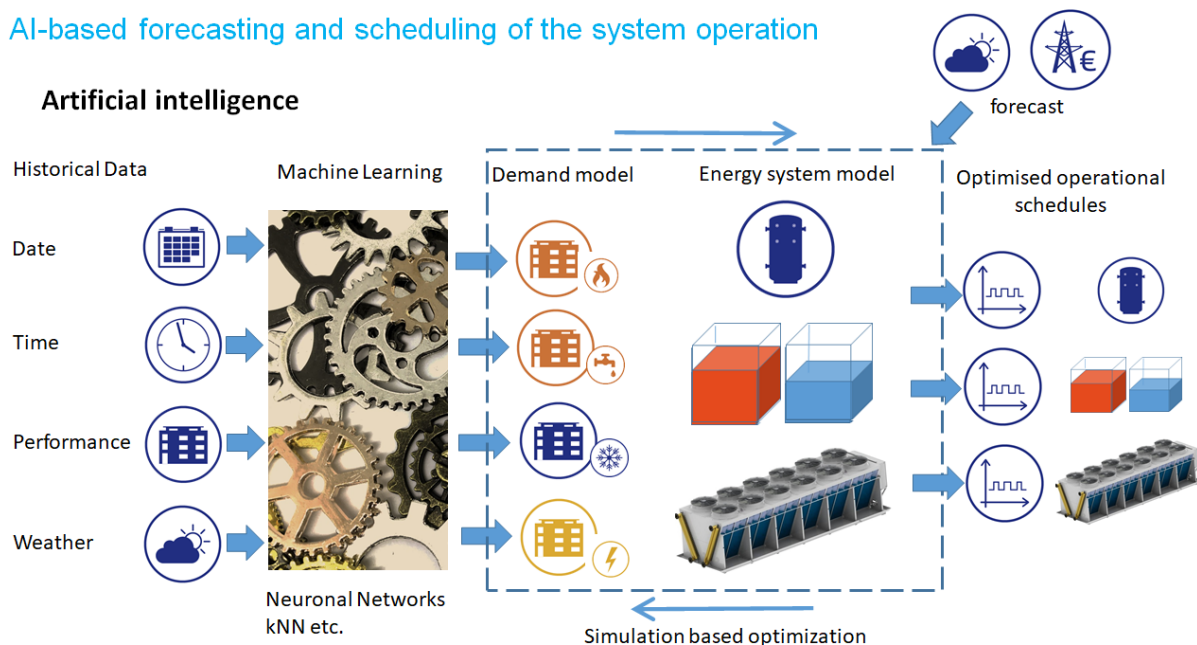 AI-based forecasting and scheduling of the system operation
Artificial intelligence
€
forecast
Historical Data
Machine Learning
Demand model
Energy system model
Optimised operational
schedules
Date
Time
Performance
Weather
Neuronal Networks
kNN etc.
Simulation based optimization